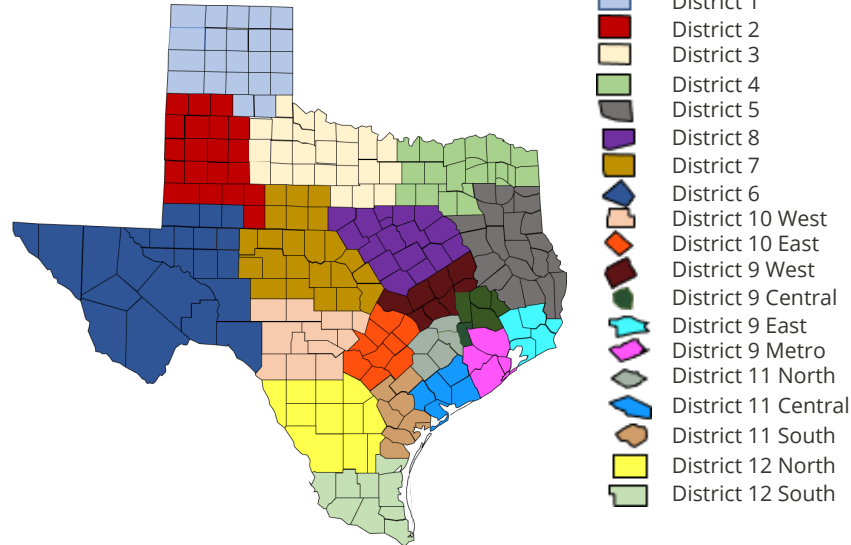 District 1
District 2
District 3
District 4
District 5
District 8
District 7
District 6
District 10 West
District 10 East
District 9 West
District 9 Central
District 9 East
District 9 Metro
District 11 North
District 11 Central
District 11 South
District 12 North
District 12 South